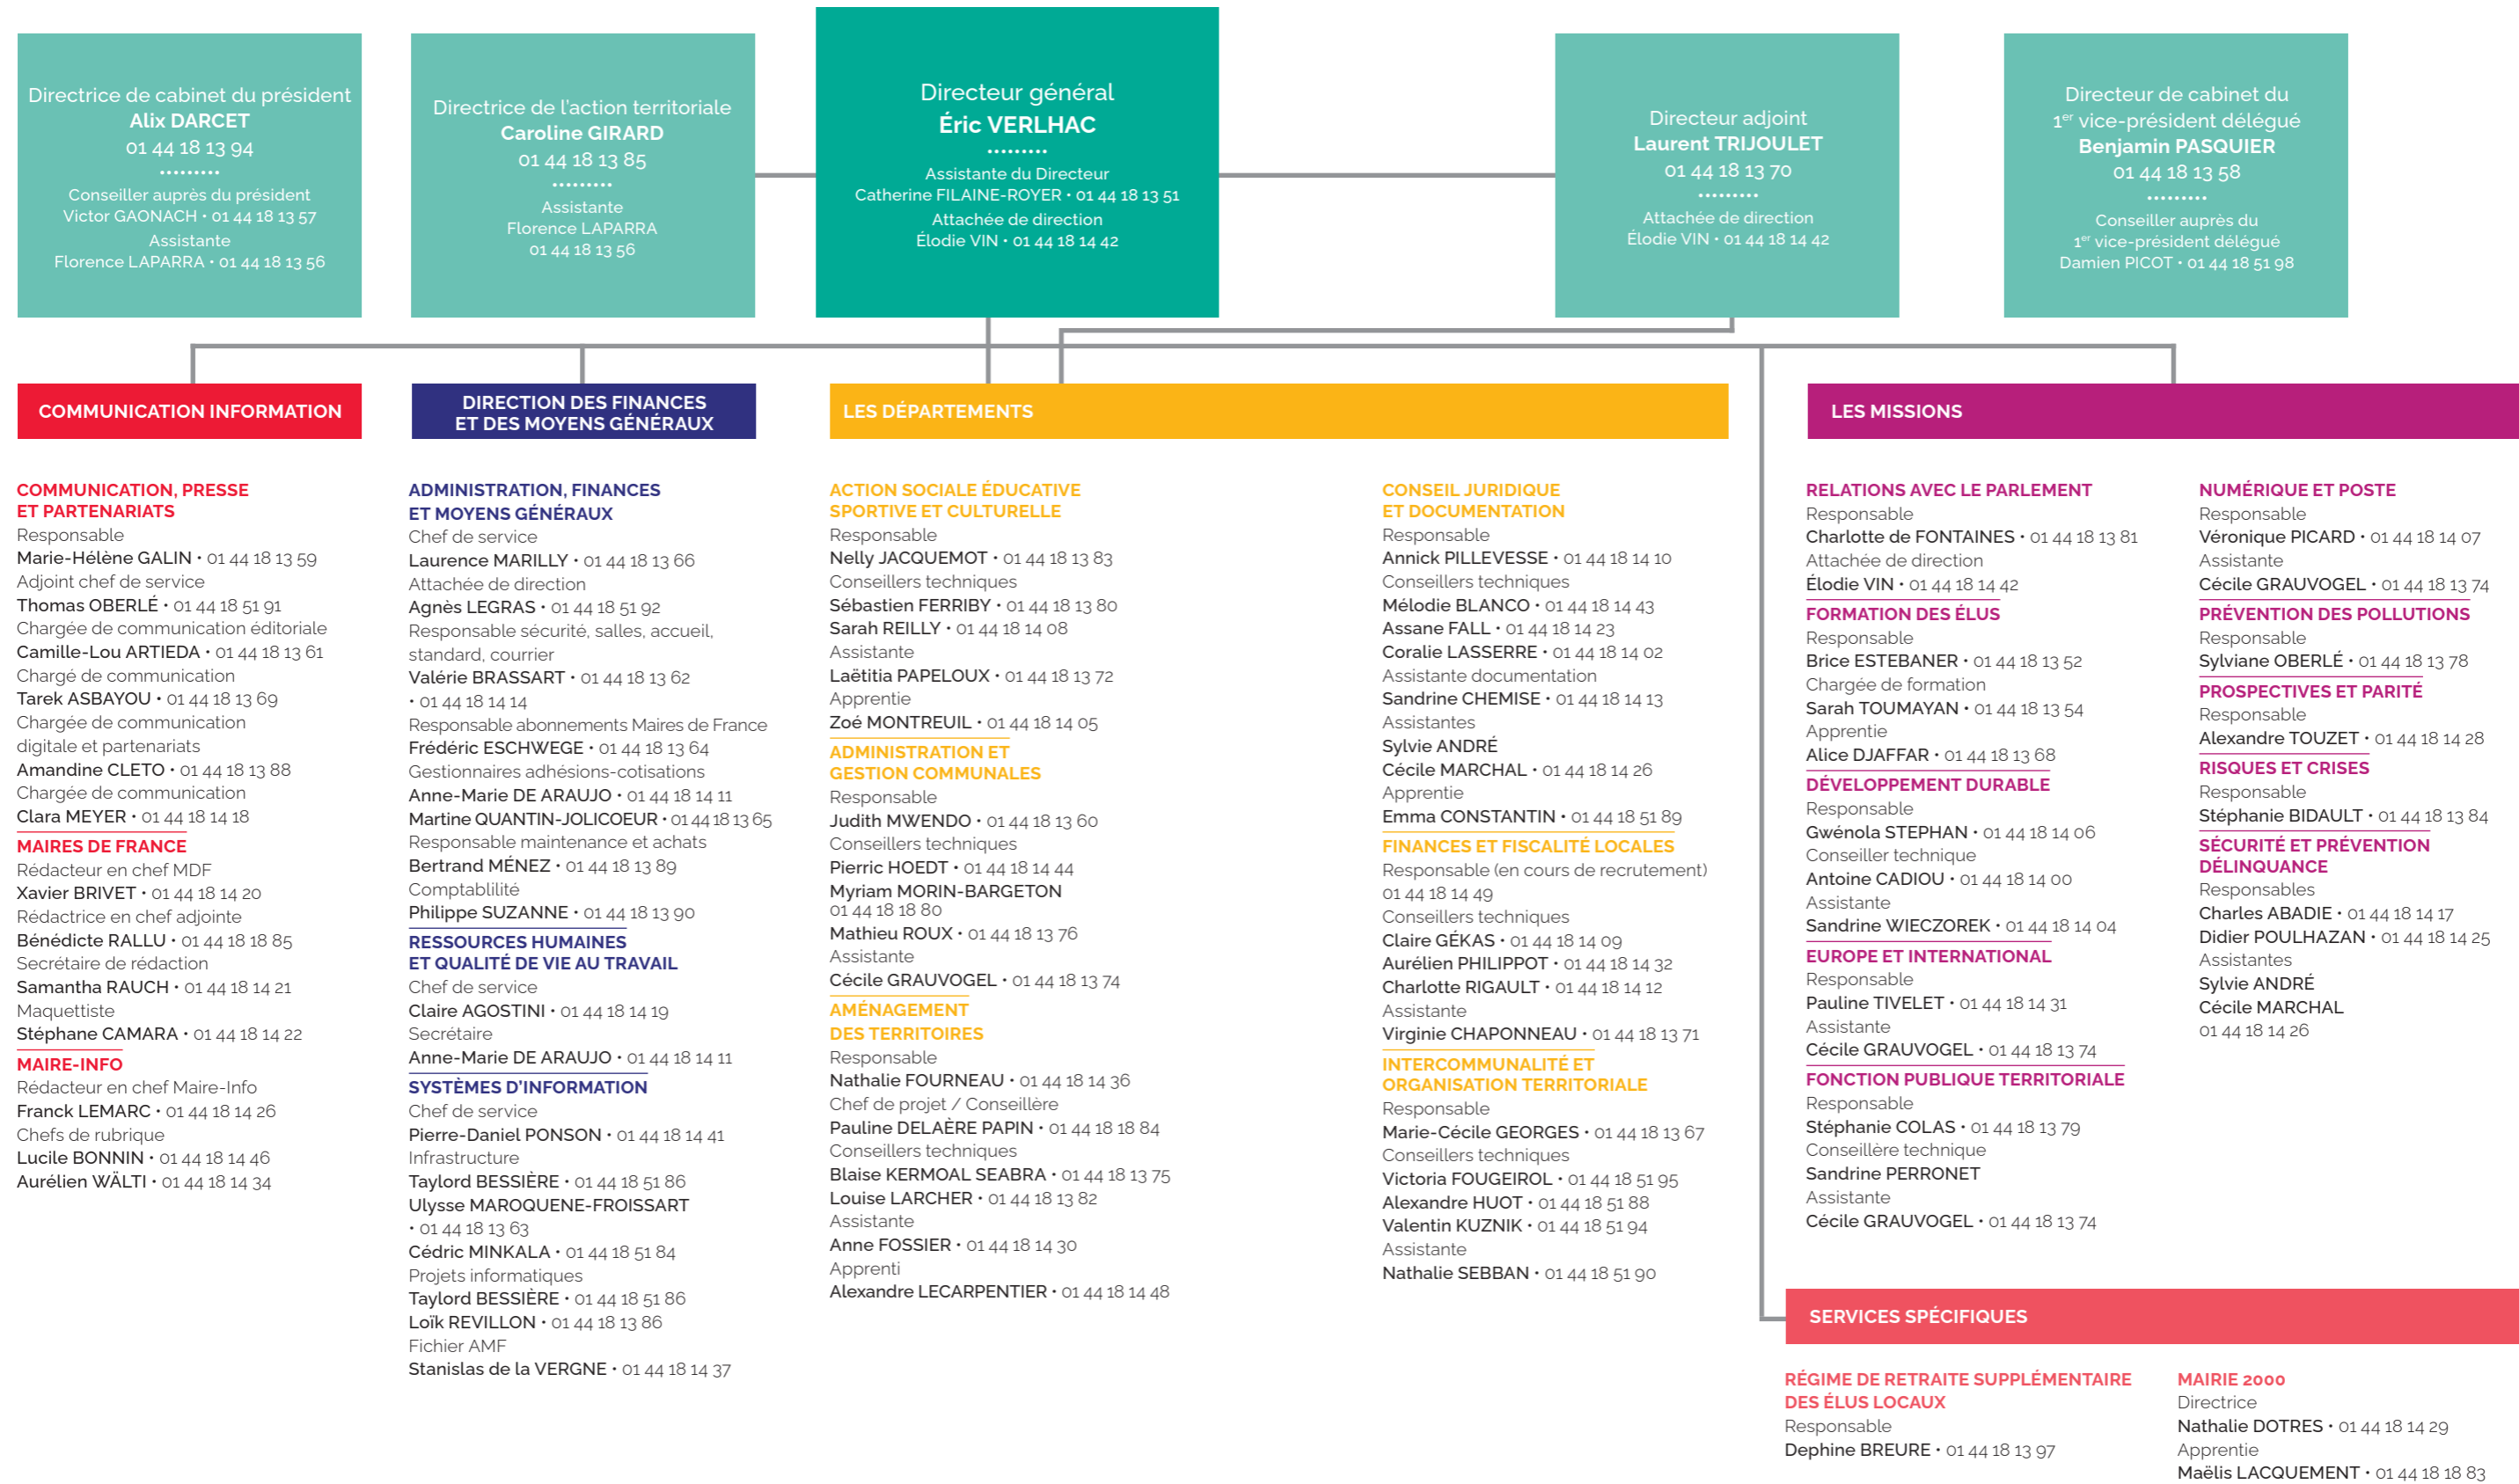 Directrice de cabinet du président
Alix DARCET
01 44 18 13 94
Conseiller auprès du président
Victor GAONACH • 01 44 18 13 57
Assistante
Florence LAPARRA • 01 44 18 13 56
Directrice de l'action territoriale
Caroline GIRARD
01 44 18 13 85
Assistante
Florence LAPARRA
01 44 18 13 56
Directeur général
Éric VERLHAC
Assistante du Directeur
Catherine FILAINE-ROYER • 01 44 18 13 51
Attachée de direction
Élodie VIN • 01 44 18 14 42
Directeur adjoint
Laurent TRIJOULET
01 44 18 13 70
Attachée de direction
Élodie VIN • 01 44 18 14 42
Directeur de cabinet du
1er vice-président délégué
Benjamin PASQUIER
01 44 18 13 58
Conseiller auprès du
1er vice-président délégué
Damien PICOT • 01 44 18 51 98
COMMUNICATION INFORMATION
COMMUNICATION, PRESSE
ET PARTENARIATS
Responsable
Marie-Hélène GALIN • 01 44 18 13 59
Adjoint chef de service
Thomas OBERLÉ • 01 44 18 51 91
Chargée de communication éditoriale
Camille-Lou ARTIEDA • 01 44 18 13 61
Chargé de communication
Tarek ASBAYOU • 01 44 18 13 69
Chargée de communication
digitale et partenariats
Amandine CLETO • 01 44 18 13 88
Chargée de communication
Clara MEYER • 01 44 18 14 18
MAIRES DE FRANCE
Rédacteur en chef MDF
Xavier BRIVET • 01 44 18 14 20
Rédactrice en chef adjointe
Bénédicte RALLU • 01 44 18 18 85
Secrétaire de rédaction
Samantha RAUCH • 01 44 18 14 21
Maquettiste
Stéphane CAMARA • 01 44 18 14 22
MAIRE-INFO
Rédacteur en chef Maire-Info
Franck LEMARC • 01 44 18 14 26
Chefs de rubrique
Lucile BONNIN • 01 44 18 14 46
Aurélien WÄLTI • 01 44 18 14 34
DIRECTION DES FINANCES
ET DES MOYENS GÉNÉRAUX
ADMINISTRATION, FINANCES
ET MOYENS GÉNÉRAUX
Chef de service
Laurence MARILLY • 01 44 18 13 66
Attachée de direction
Agnès LEGRAS • 01 44 18 51 92
Responsable sécurité, salles, accueil,
standard, courrier
Valérie BRASSART • 01 44 18 13 62
• 01 44 18 14 14
Responsable abonnements Maires de France
Frédéric ESCHWEGE • 01 44 18 13 64
Gestionnaires adhésions-cotisations
Anne-Marie DE ARAUJO • 01 44 18 14 11
Martine QUANTIN-JOLICOEUR • 01 44 18 13 65
Responsable maintenance et achats
Bertrand MÉNEZ • 01 44 18 13 89
Comptablilité
Philippe SUZANNE • 01 44 18 13 90
RESSOURCES HUMAINES
ET QUALITÉ DE VIE AU TRAVAIL
Chef de service
Claire AGOSTINI • 01 44 18 14 19
Secrétaire
Anne-Marie DE ARAUJO • 01 44 18 14 11
SYSTÈMES D'INFORMATION
Chef de service
Pierre-Daniel PONSON • 01 44 18 14 41
Infrastructure
Taylord BESSIÈRE • 01 44 18 51 86
Ulysse MAROQUENE-FROISSART
• 01 44 18 13 63
Cédric MINKALA • 01 44 18 51 84
Projets informatiques
Taylord BESSIÈRE • 01 44 18 51 86
Loïk REVILLON • 01 44 18 13 86
Fichier AMF
Stanislas de la VERGNE • 01 44 18 14 37
LES DÉPARTEMENTS
ACTION SOCIALE ÉDUCATIVE
SPORTIVE ET CULTURELLE
Responsable
Nelly JACQUEMOT • 01 44 18 13 83
Conseillers techniques
Sébastien FERRIBY • 01 44 18 13 80
Sarah REILLY • 01 44 18 14 08
Assistante
Laëtitia PAPELOUX • 01 44 18 13 72
Apprentie
Zoé MONTREUIL • 01 44 18 14 05
ADMINISTRATION ET
GESTION COMMUNALES
Responsable
Judith MWENDO • 01 44 18 13 60
Conseillers techniques
Pierric HOEDT • 01 44 18 14 44
Myriam MORIN-BARGETON
01 44 18 18 80
Mathieu ROUX • 01 44 18 13 76
Assistante
Cécile GRAUVOGEL • 01 44 18 13 74
AMÉNAGEMENT
DES TERRITOIRES
Responsable
Nathalie FOURNEAU • 01 44 18 14 36
Chef de projet / Conseillère
Pauline DELAÈRE PAPIN • 01 44 18 18 84
Conseillers techniques
Blaise KERMOAL SEABRA • 01 44 18 13 75
Louise LARCHER • 01 44 18 13 82
Assistante
Anne FOSSIER • 01 44 18 14 30
Apprenti
Alexandre LECARPENTIER • 01 44 18 14 48
CONSEIL JURIDIQUE
ET DOCUMENTATION
Responsable
Annick PILLEVESSE • 01 44 18 14 10
Conseillers techniques
Mélodie BLANCO • 01 44 18 14 43
Assane FALL • 01 44 18 14 23
Coralie LASSERRE • 01 44 18 14 02
Assistante documentation
Sandrine CHEMISE • 01 44 18 14 13
Assistantes
Sylvie ANDRÉ
Cécile MARCHAL • 01 44 18 14 26
Apprentie
Emma CONSTANTIN • 01 44 18 51 89
FINANCES ET FISCALITÉ LOCALES
Responsable (en cours de recrutement)
01 44 18 14 49
Conseillers techniques
Claire GÉKAS • 01 44 18 14 09
Aurélien PHILIPPOT • 01 44 18 14 32
Charlotte RIGAULT • 01 44 18 14 12
Assistante
Virginie CHAPONNEAU • 01 44 18 13 71
INTERCOMMUNALITÉ ET
ORGANISATION TERRITORIALE
Responsable
Marie-Cécile GEORGES • 01 44 18 13 67
Conseillers techniques
Victoria FOUGEIROL • 01 44 18 51 95
Alexandre HUOT • 01 44 18 51 88
Valentin KUZNIK • 01 44 18 51 94
Assistante
Nathalie SEBBAN • 01 44 18 51 90
LES MISSIONS
RELATIONS AVEC LE PARLEMENT
Responsable
Charlotte de FONTAINES • 01 44 18 13 81
Attachée de direction
Élodie VIN • 01 44 18 14 42
FORMATION DES ÉLUS
Responsable
Brice ESTEBANER • 01 44 18 13 52
Chargée de formation
Sarah TOUMAYAN • 01 44 18 13 54
Apprentie
Alice DJAFFAR • 01 44 18 13 68
DÉVELOPPEMENT DURABLE
Responsable
Gwénola STEPHAN • 01 44 18 14 06
Conseiller technique
Antoine CADIOU • 01 44 18 14 00
Assistante
Sandrine WIECZOREK • 01 44 18 14 04
EUROPE ET INTERNATIONAL
Responsable
Pauline TIVELET • 01 44 18 14 31
Assistante
Cécile GRAUVOGEL • 01 44 18 13 74
FONCTION PUBLIQUE TERRITORIALE
Responsable
Stéphanie COLAS • 01 44 18 13 79
Conseillère technique
Sandrine PERRONET
Assistante
Cécile GRAUVOGEL • 01 44 18 13 74
NUMÉRIQUE ET POSTE
Responsable
Véronique PICARD • 01 44 18 14 07
Assistante
Cécile GRAUVOGEL • 01 44 18 13 74
PRÉVENTION DES POLLUTIONS
Responsable
Sylviane OBERLÉ • 01 44 18 13 78
PROSPECTIVES ET PARITÉ
Responsable
Alexandre TOUZET • 01 44 18 14 28
RISQUES ET CRISES
Responsable
Stéphanie BIDAULT • 01 44 18 13 84
SÉCURITÉ ET PRÉVENTION
DÉLINQUANCE
Responsables
Charles ABADIE • 01 44 18 14 17
Didier POULHAZAN • 01 44 18 14 25
Assistantes
Sylvie ANDRÉ
Cécile MARCHAL
01 44 18 14 26
SERVICES SPÉCIFIQUES
RÉGIME DE RETRAITE SUPPLÉMENTAIRE
DES ÉLUS LOCAUX
Responsable
Dephine BREURE • 01 44 18 13 97
MAIRIE 2000
Directrice
Nathalie DOTRES • 01 44 18 14 29
Apprentie
Maëlis LACQUEMENT • 01 44 18 18 83